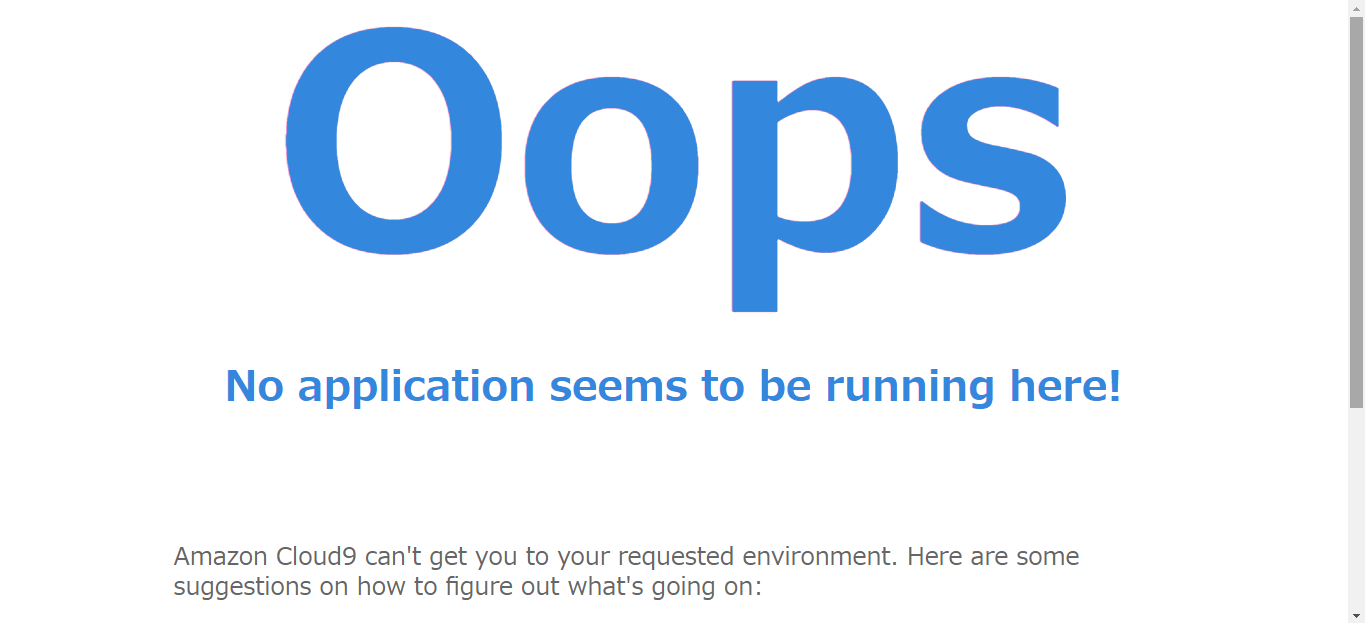 Oops
No application seems to be running here!
Amazon Cloud9 can't get you to your requested environment. Here are some
suggestions on how to figure out what's going on: